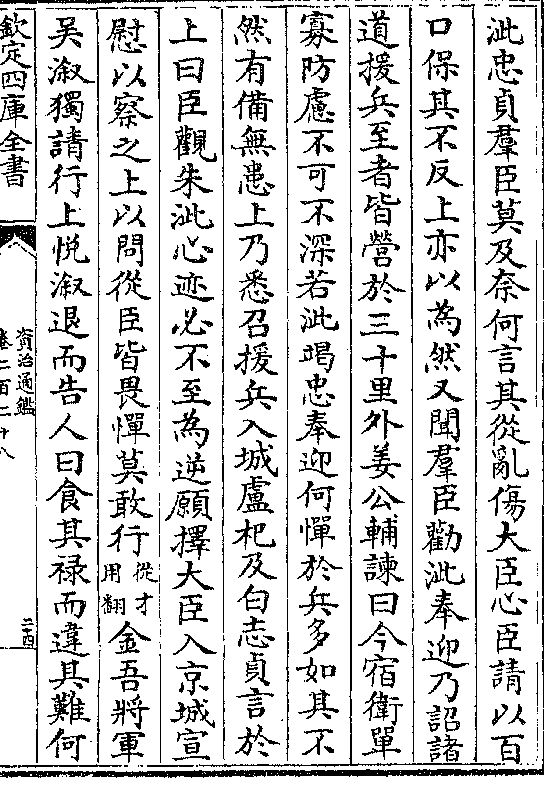 泚忠貞羣臣莫及奈何言其從亂傷大臣心臣請以百
口保其不反上亦以為然又聞羣臣勸泚奉迎乃詔諸
道援兵至者皆營於三十里外姜公輔諫曰今宿衛單
寡防慮不可不深若泚竭忠奉迎何憚於兵多如其不
然有備無患上乃悉召援兵入城盧杞及白志貞言於
上曰臣觀朱泚心迹必不至為逆願擇大臣入京城宣
慰以察之上以問從臣皆畏憚莫敢行從才用翻金吾將軍
吴溆獨請行上悦溆退而告人曰食其禄而違其難何
欽定四庫全書
資治通鑑
卷二百二十八
二十四